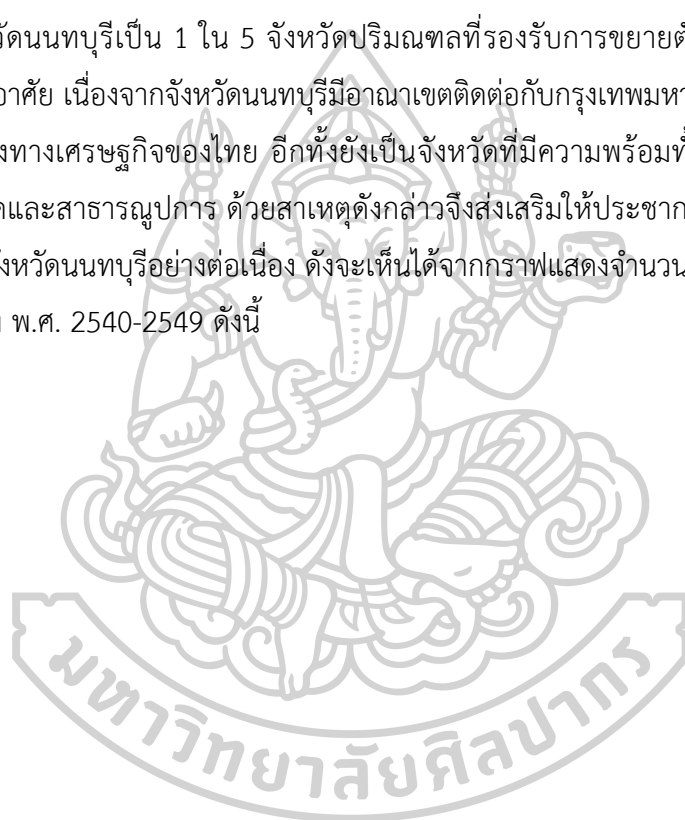 วัดนนทบุรีเป็น 1 ใน 5 จังหวัดปริมณฑลที่รองรับการขยายตั
อาศัย เนื่องจากจังหวัดนนทบุรีมีอาณาเขตติดต่อกับกรุงเทพมหา
งทางเศรษฐกิจของไทย อีกทั้งยังเป็นจังหวัดที่มีความพร้อมทั้
และสาธารณูปการ ด้วยสาเหตุดังกล่าวจึงส่งเสริมให้ประชาก
ังหวัดนนทบุรีอย่างต่อเนื่อง ดังจะเห็นได้จากกราฟแสดงจำนวน
พ.ศ. 2540-2549 ดังนี้
มหาวิทยาลัยศิลปากร